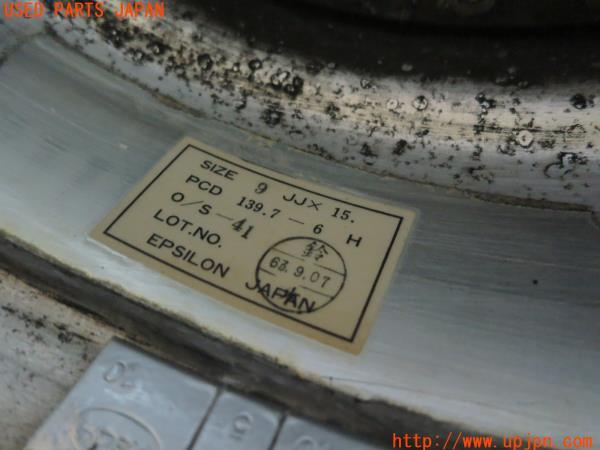 USED PARTS JAPAN
SIZE 9 JJ× 15.
PCD 139.7 - 6 H
O/S -41
LOT.NO.
鈴
63.9.07
EPSILON JAPAN
http://www.upjpn.com/